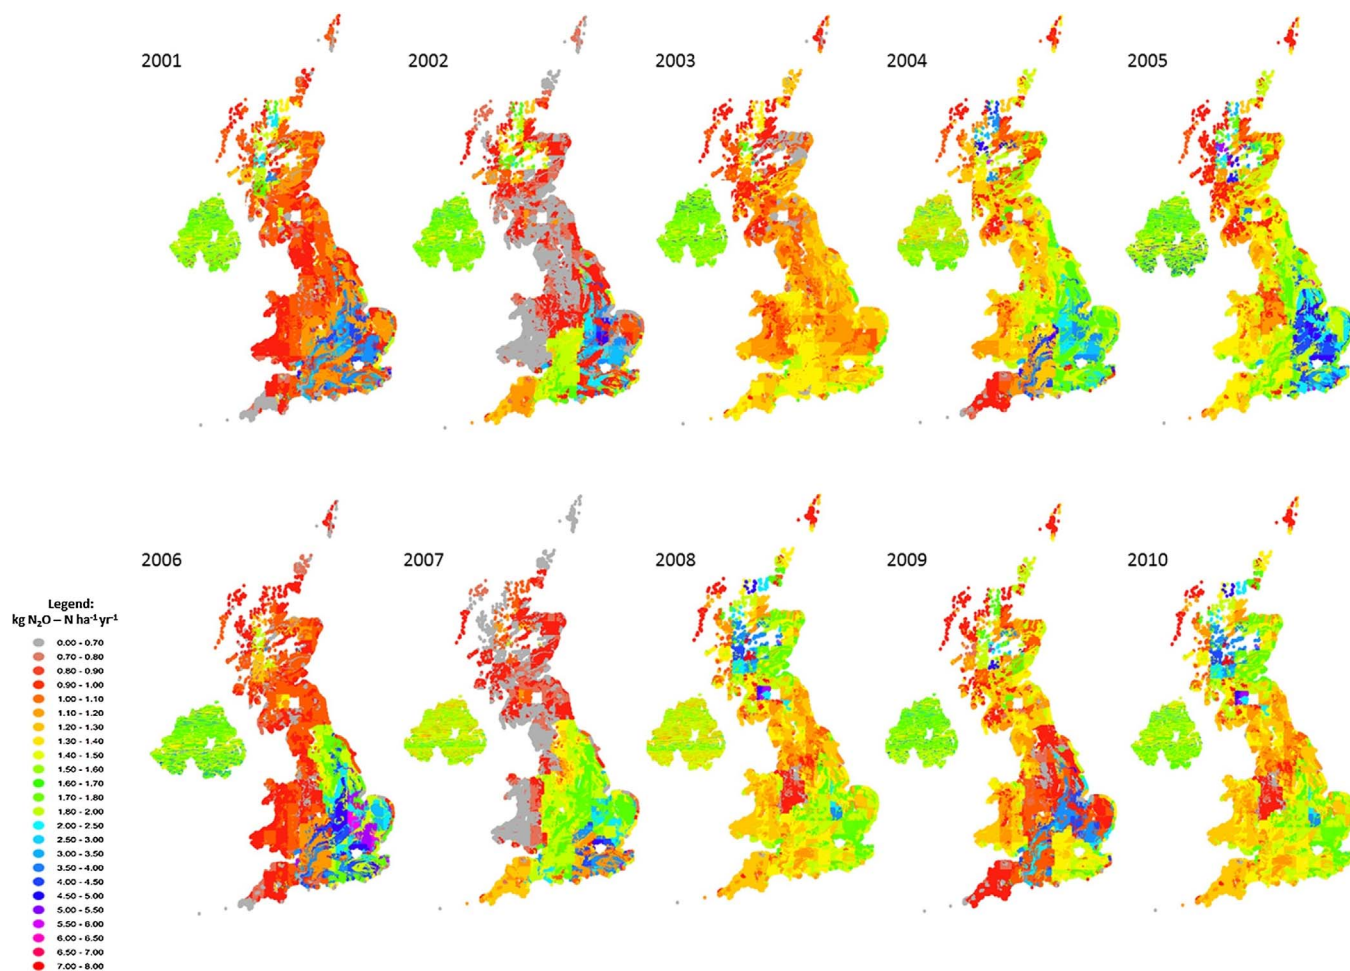 2001
2002
2003
2004
2005
2006
2007
2008
2009
2010
Legend:
kg N₂O – N ha⁻¹ yr⁻¹
0.00 - 0.70
0.70 - 0.80
0.80 - 0.90
0.90 - 1.00
1.00 - 1.10
1.10 - 1.20
1.20 - 1.30
1.30 - 1.40
1.40 - 1.50
1.50 - 1.60
1.60 - 1.70
1.70 - 1.80
1.80 - 2.00
2.00 - 2.50
2.50 - 3.00
3.00 - 3.50
3.50 - 4.00
4.00 - 4.50
4.50 - 5.00
5.00 - 5.50
5.50 - 6.00
6.00 - 6.50
6.50 - 7.00
7.00 - 8.00